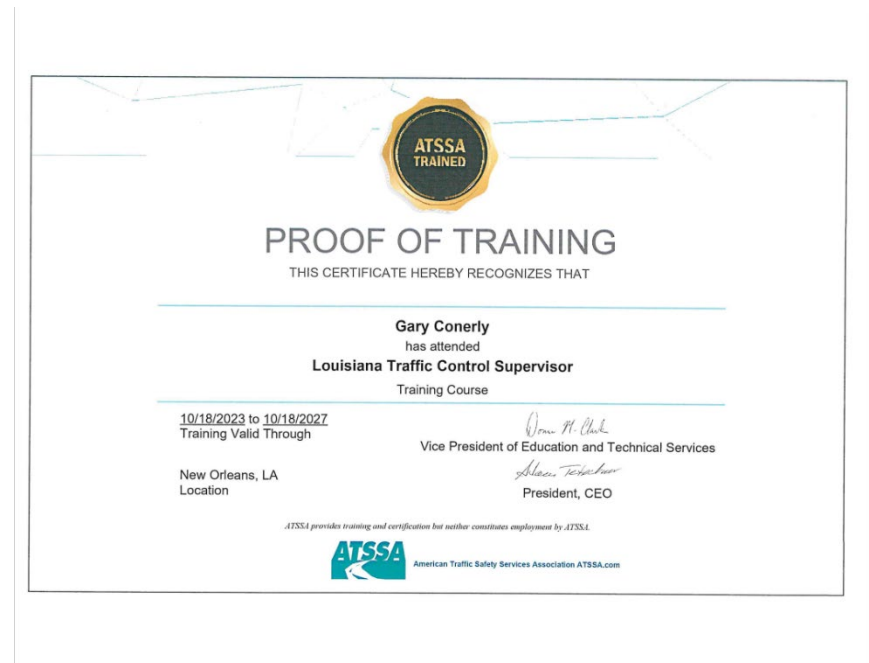 ATSSA
TRAINED
PROOF OF TRAINING
THIS CERTIFICATE HEREBY RECOGNIZES THAT
Gary Conerly
has attended
Louisiana Traffic Control Supervisor
Training Course
10/18/2023 to 10/18/2027
Training Valid Through
Donna M. Clark
Vice President of Education and Technical Services
New Orleans, LA
Location
President, CEO
ATSSA provides training and certification but neither constitutes employment by ATSSA.
ATSSA
American Traffic Safety Services Association ATSSA.com